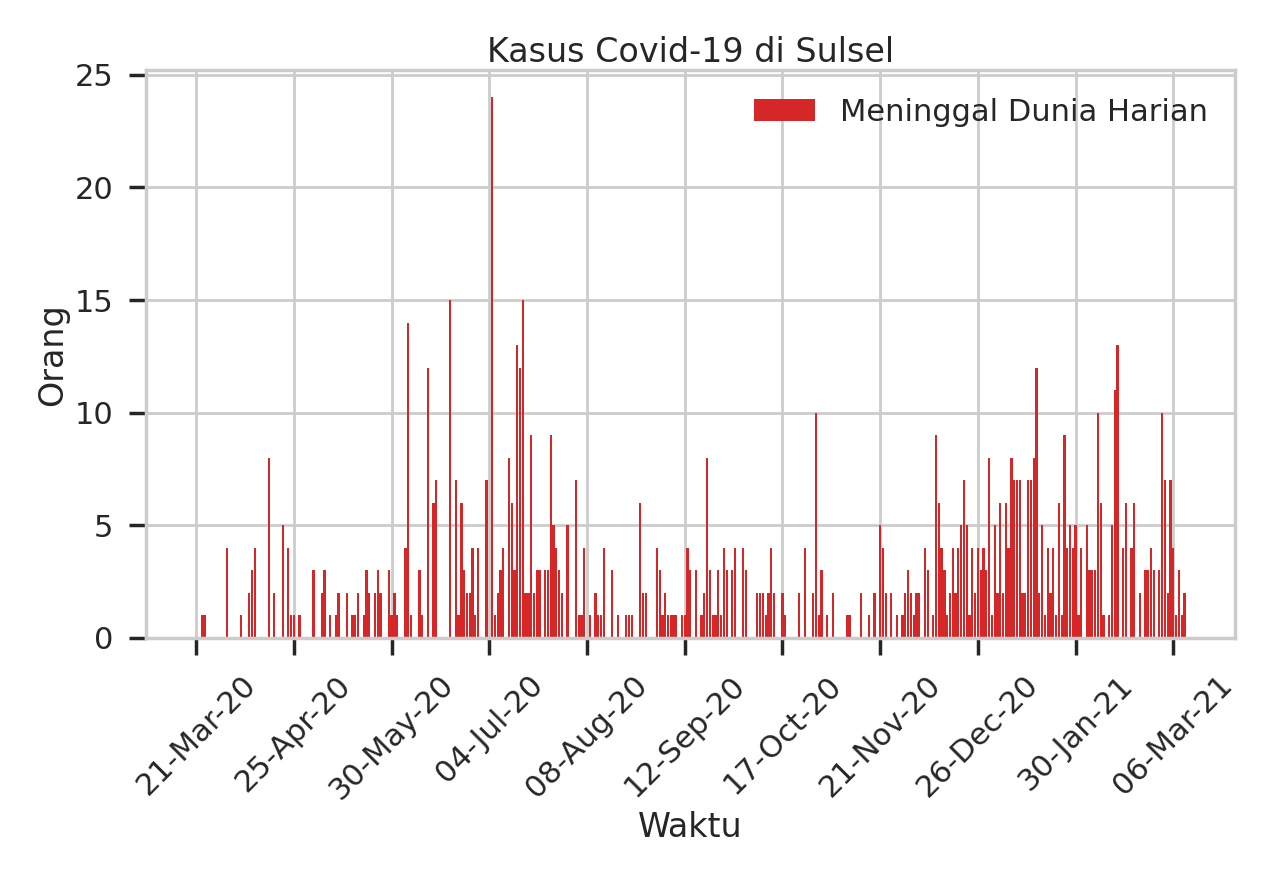 Kasus Covid-19 di Sulsel
Meninggal Dunia Harian
Orang
25
20
15
10
5
0
21-Mar-20
25-Apr-20
30-May-20
04-Jul-20
08-Aug-20
12-Sep-20
17-Oct-20
21-Nov-20
26-Dec-20
30-Jan-21
06-Mar-21
Waktu